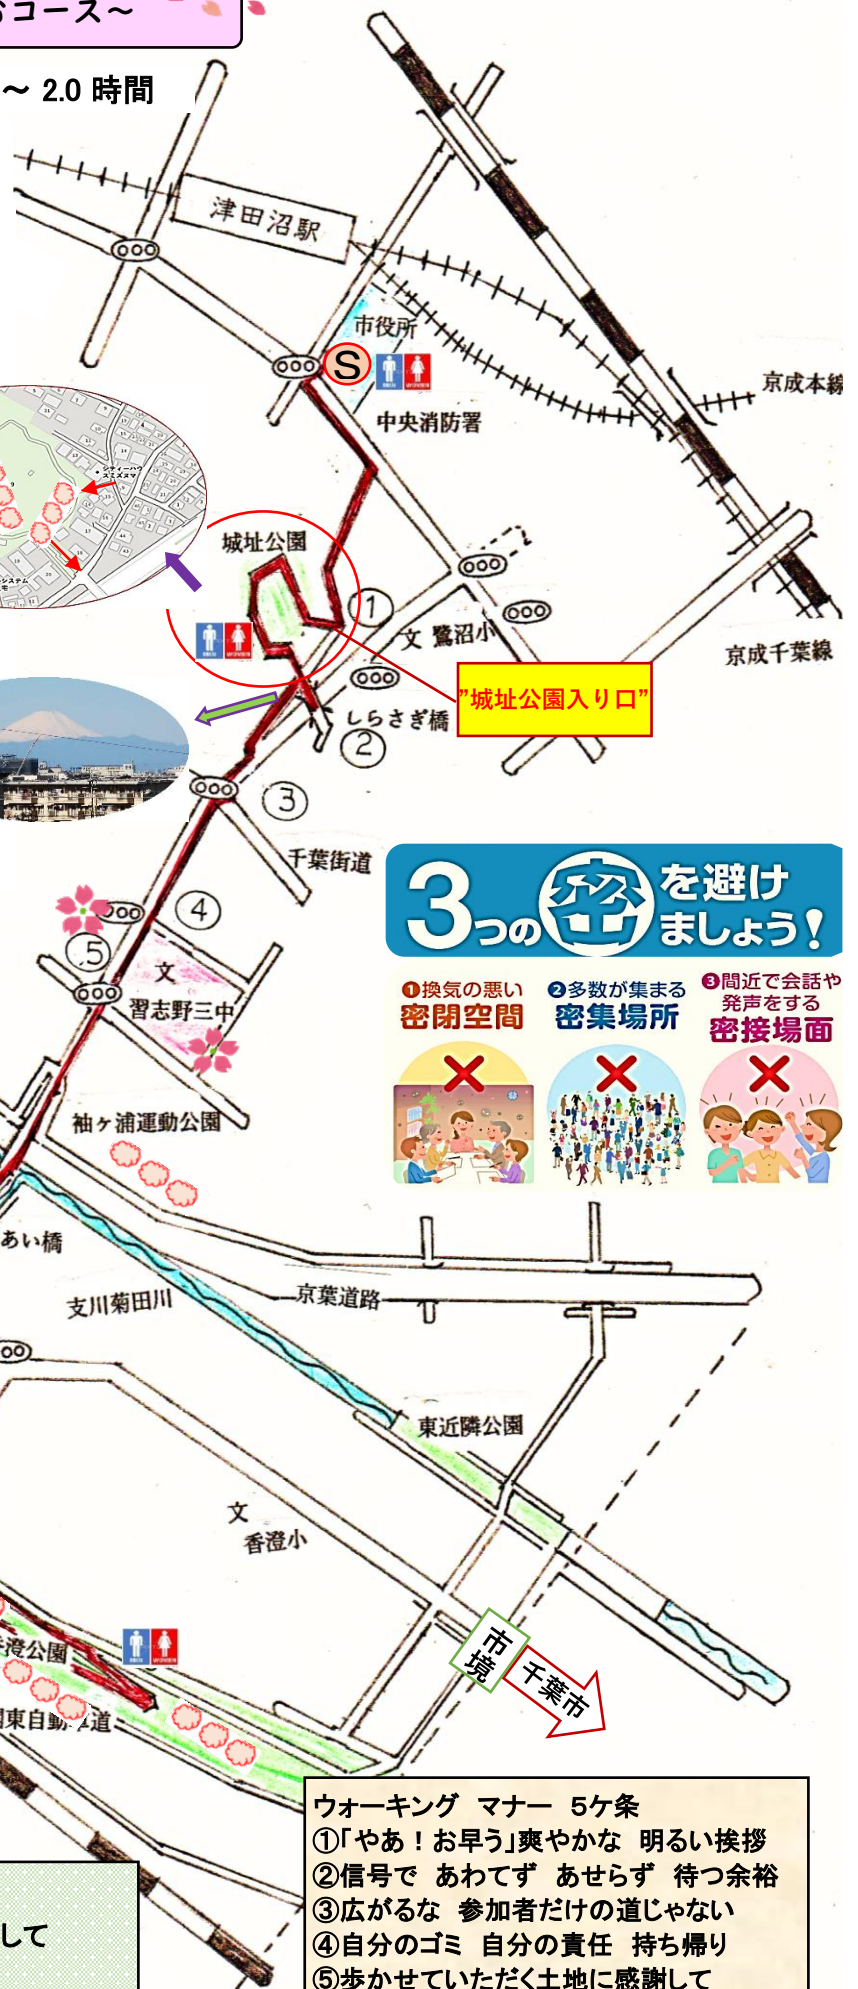 おコース～
～ 2.0 時間
津田沼駅
市役所
S
MEN
WOMEN
中央消防署
京成本線
城址公園
①
文 鷺沼小
京成千葉線
MEN
WOMEN
"城址公園入り口"
しらさぎ橋
②
③
千葉街道
④
⑤
文
習志野三中
3つの密を避けましょう！
❶換気の悪い
密閉空間
❷多数が集まる
密集場所
❸間近で会話や
発声をする
密接場面
袖ヶ浦運動公園
あい橋
支川菊田川
京葉道路
東近隣公園
文
香澄小
澄公園
東自動車道
市境
千葉市
ウォーキング マナー 5ケ条
①「やあ！お早う」爽やかな 明るい挨拶
②信号で あわてず あせらず 待つ余裕
③広がるな 参加者だけの道じゃない
④自分のゴミ 自分の責任 持ち帰り
⑤歩かせていただく土地に感謝して
して